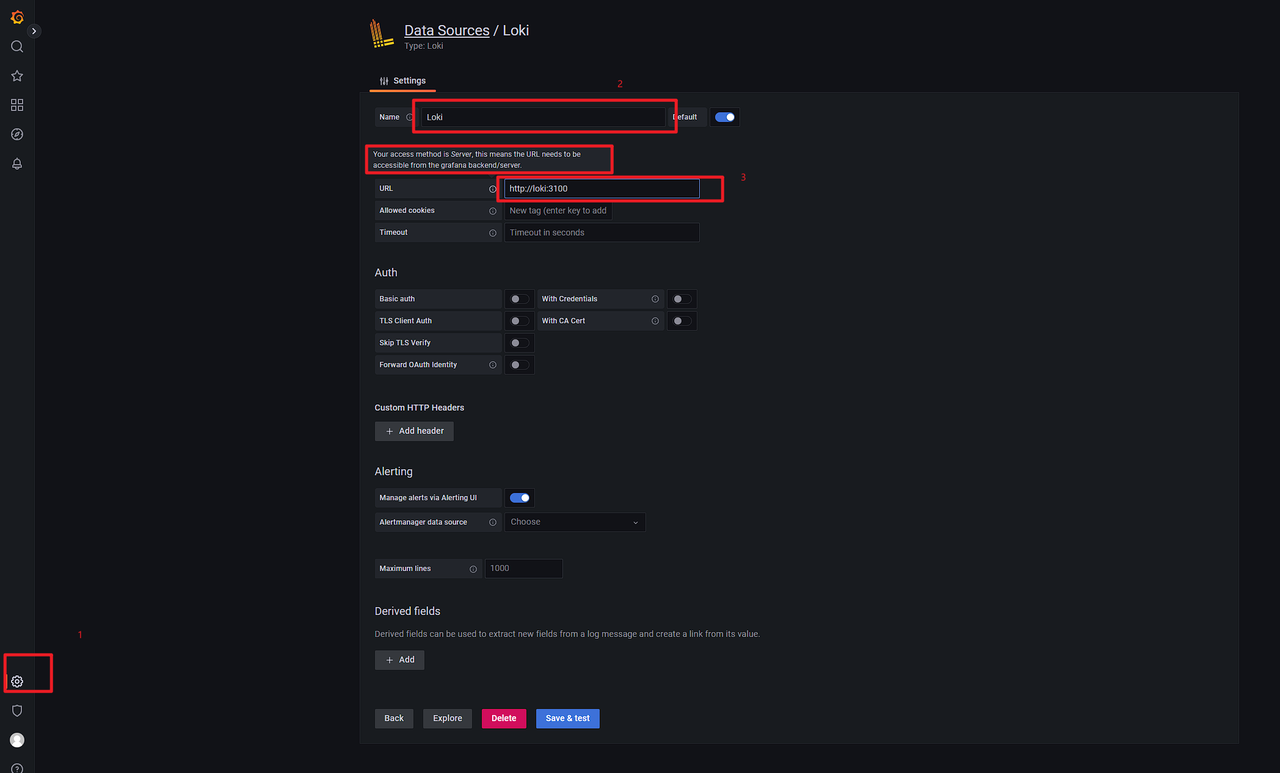 Data Sources / Loki
Type: Loki
Settings
2
Name
Loki
Default
Your access method is Server, this means the URL needs to be
accessible from the grafana backend/server.
3
URL
http://loki:3100
Allowed cookies
New tag (enter key to add
Timeout
Timeout in seconds
Auth
Basic auth
With Credentials
TLS Client Auth
With CA Cert
Skip TLS Verify
Forward OAuth Identity
Custom HTTP Headers
+ Add header
Alerting
Manage alerts via Alerting UI
Alertmanager data source
Choose
Maximum lines
1000
Derived fields
Derived fields can be used to extract new fields from a log message and create a link from its value.
1
+ Add
Back
Explore
Delete
Save & test